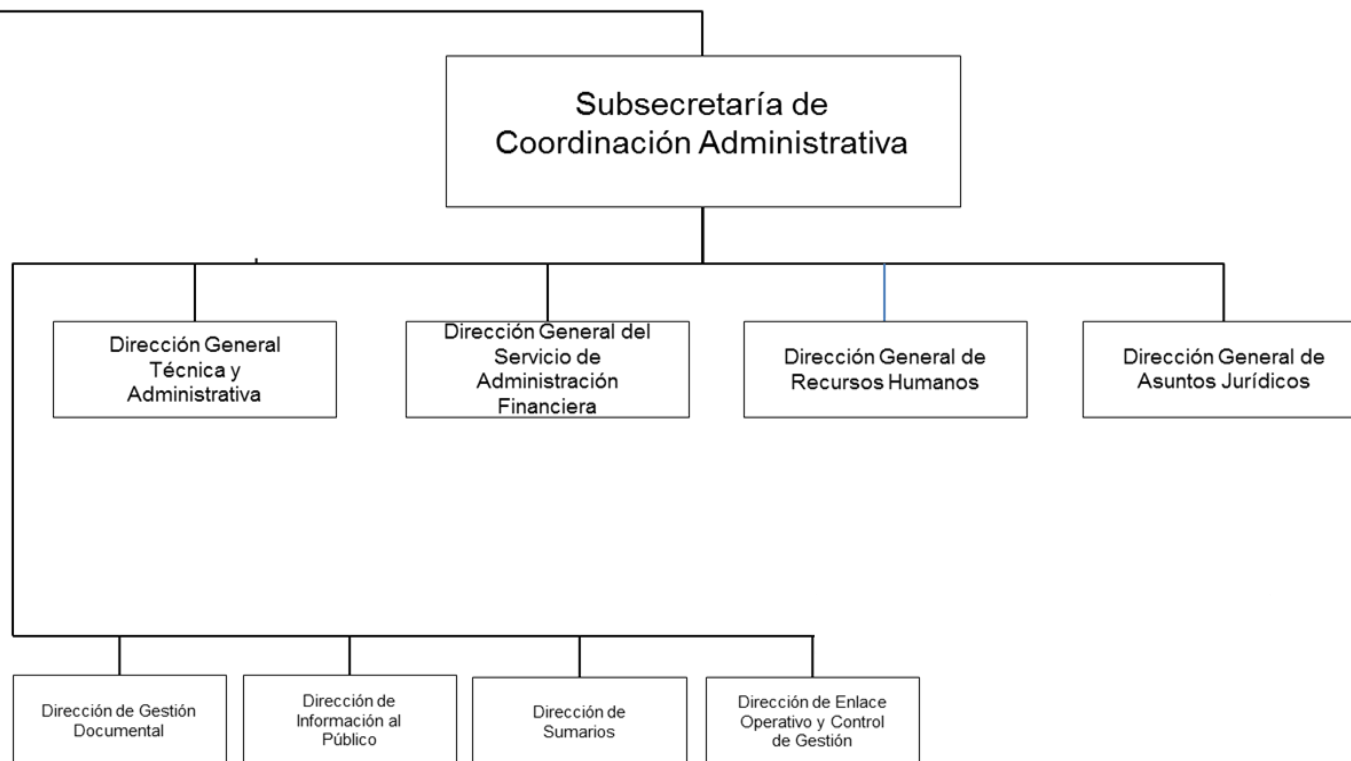 Subsecretaría de
Coordinación Administrativa
Dirección General
Técnica y
Administrativa
Dirección General del
Servicio de
Administración
Financiera
Dirección General de
Recursos Humanos
Dirección General de
Asuntos Jurídicos
Dirección de Gestión
Documental
Dirección de
Información al
Público
Dirección de
Sumarios
Dirección de Enlace
Operativo y Control
de Gestión